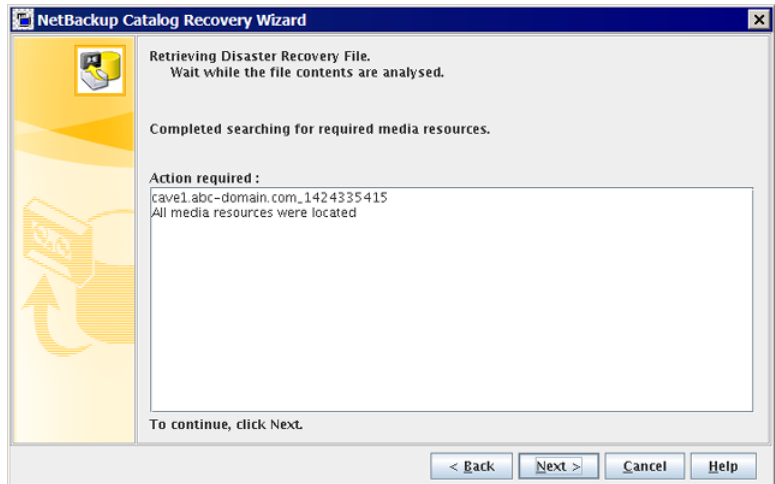 NetBackup Catalog Recovery Wizard
Retrieving Disaster Recovery File.
Wait while the file contents are analysed.
Completed searching for required media resources.
Action required :
cave1.abc-domain.com_1424335415
All media resources were located
To continue, click Next.
< Back Next > Cancel Help